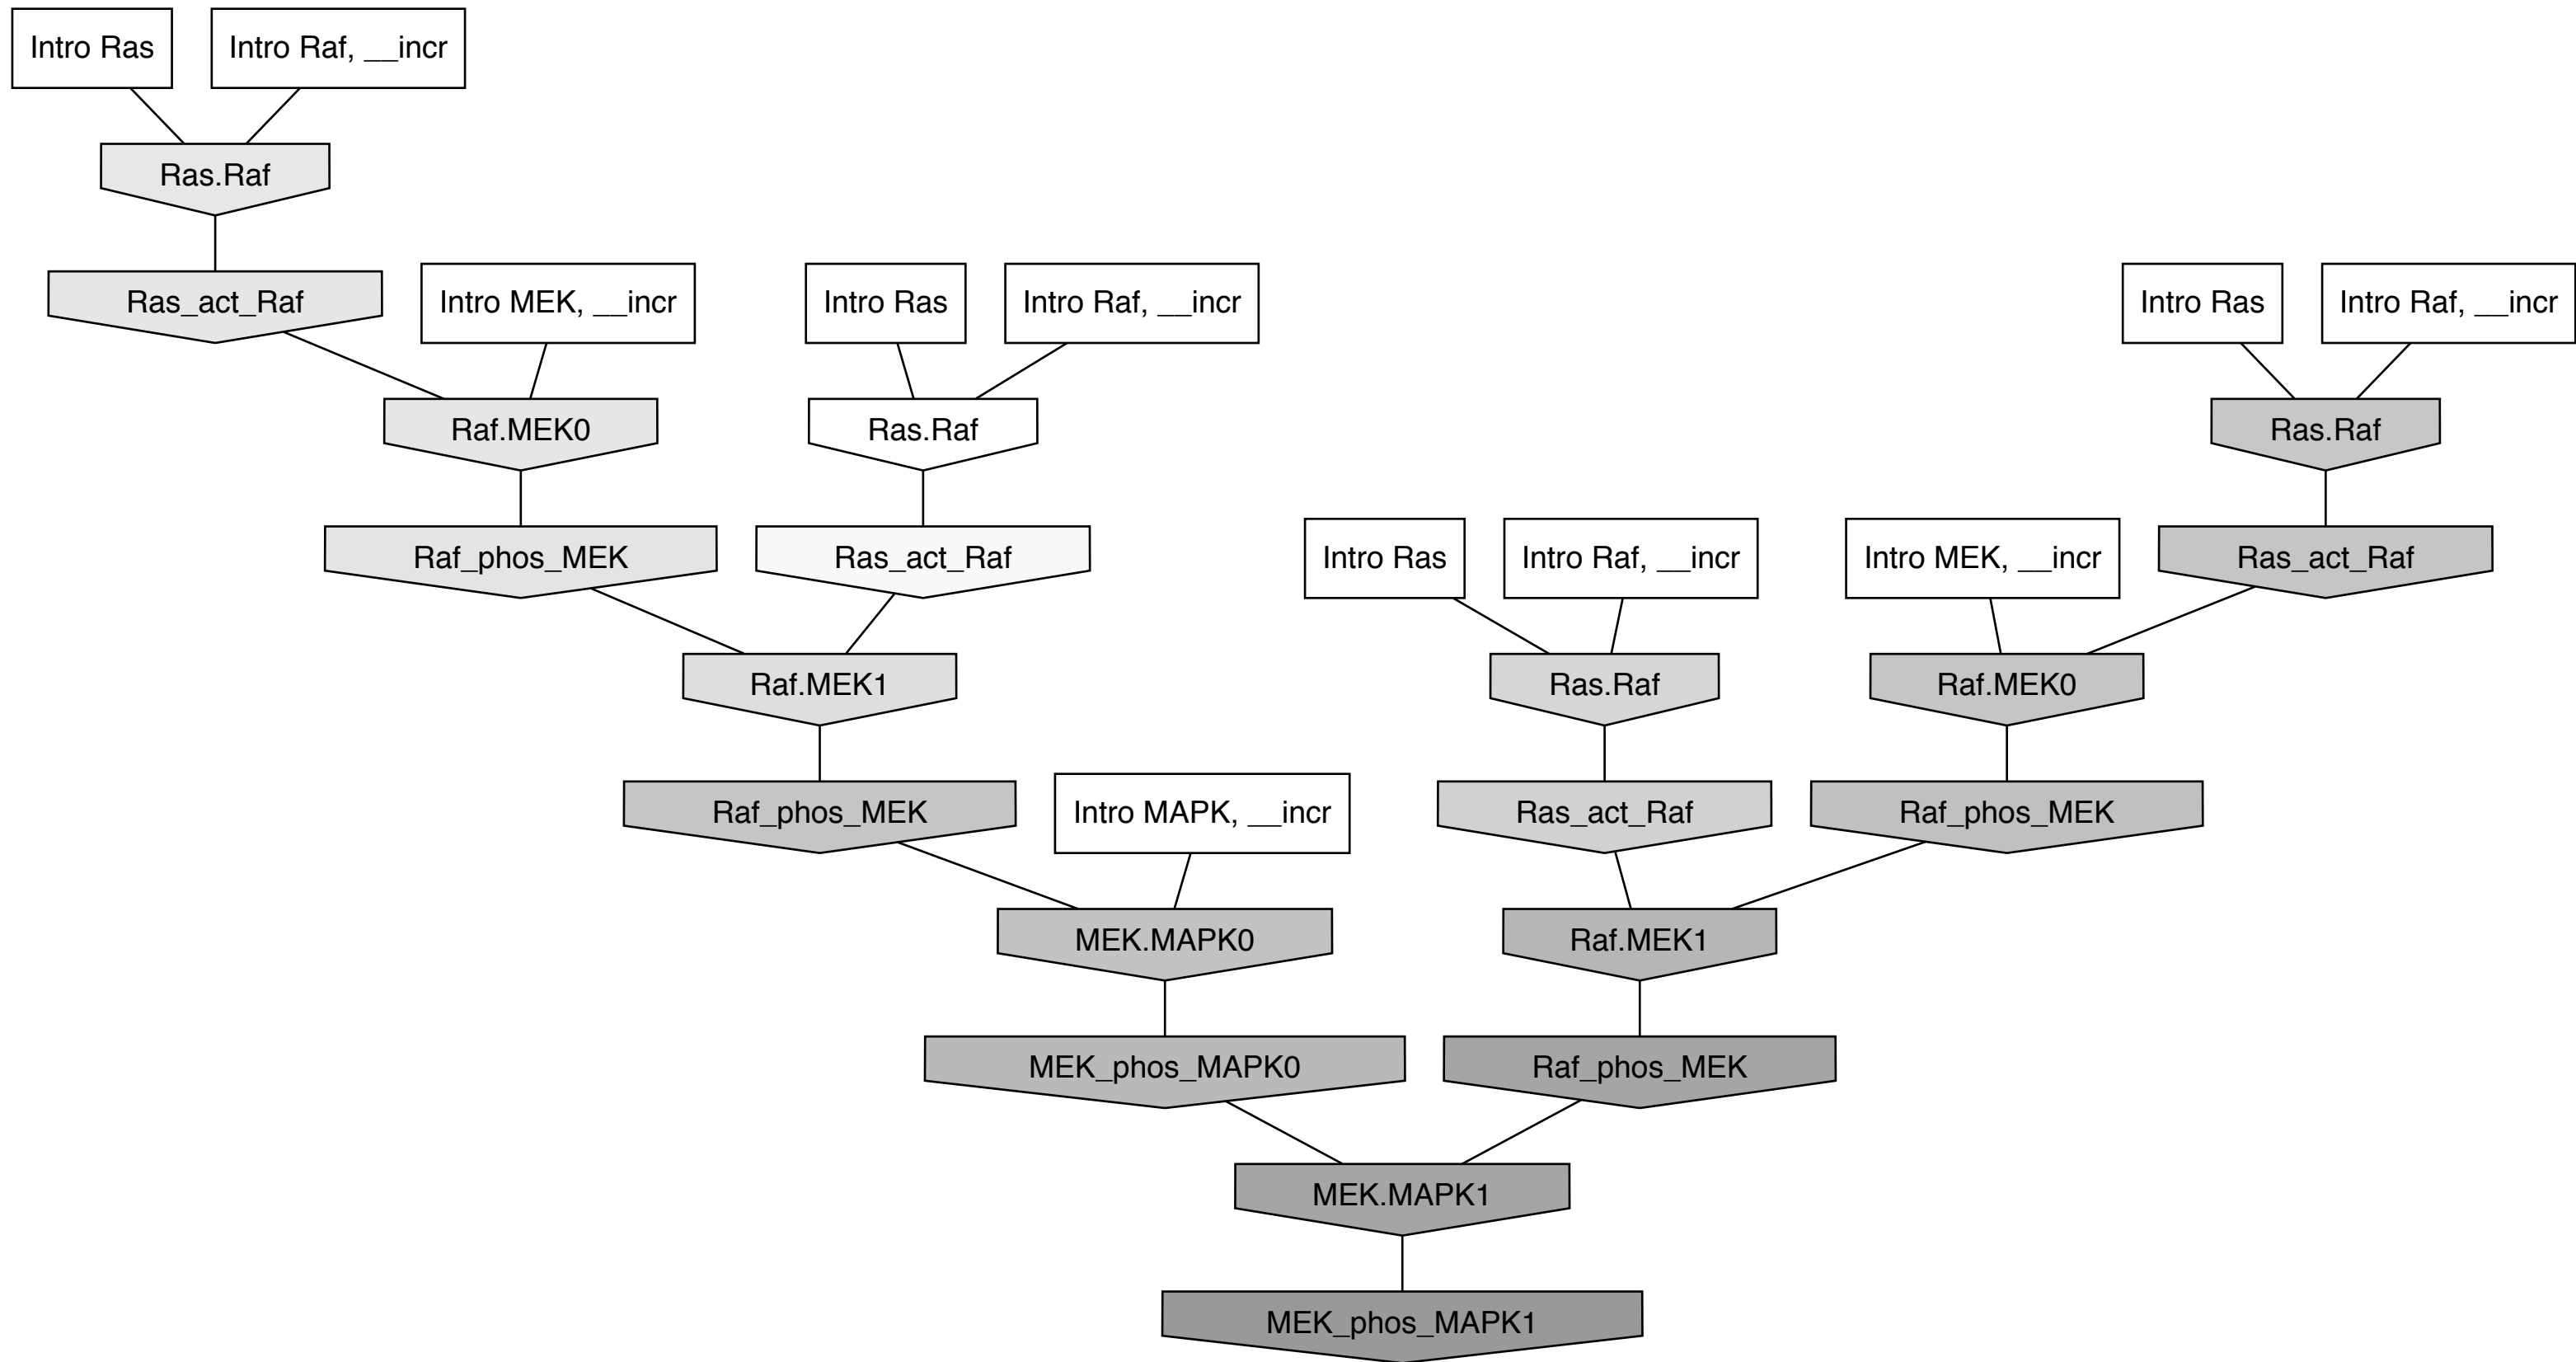 Intro Ras
Intro Raf, __incr
Ras.Raf
Ras_act_Raf
Intro MEK, __incr
Intro Ras
Intro Raf, __incr
Intro Ras
Intro Raf, __incr
Raf.MEK0
Ras.Raf
Ras.Raf
Raf_phos_MEK
Ras_act_Raf
Intro Ras
Intro Raf, __incr
Intro MEK, __incr
Ras_act_Raf
Raf.MEK1
Ras.Raf
Raf.MEK0
Raf_phos_MEK
Intro MAPK, __incr
Ras_act_Raf
Raf_phos_MEK
MEK.MAPK0
Raf.MEK1
MEK_phos_MAPK0
Raf_phos_MEK
MEK.MAPK1
MEK_phos_MAPK1